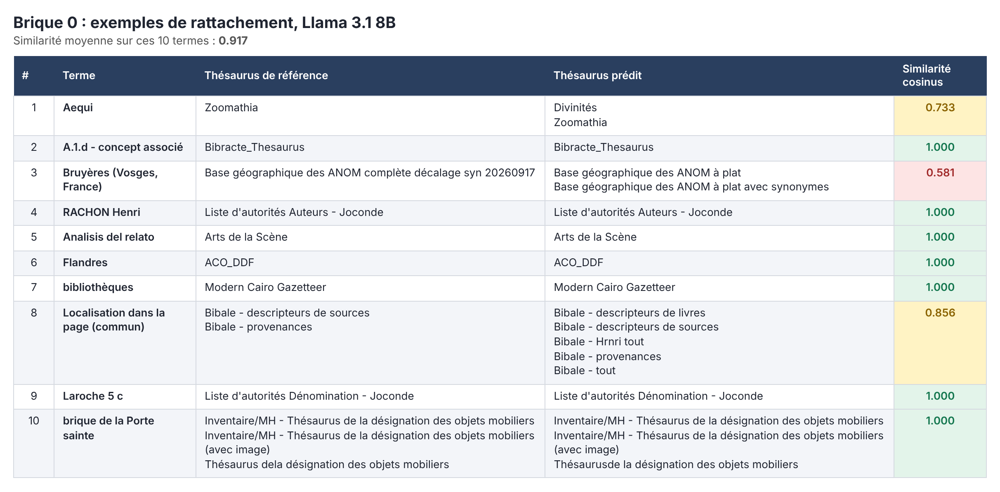 Brique 0 : exemples de rattachement, Llama 3.1 8B
Similarité moyenne sur ces 10 termes : 0.917
# Terme Thésaurus de référence Thésaurus prédit Similarité cosinus
1 Aequi Zoomathia Divinités 0.733
Zoomathia
2 A.1.d - concept associé Bibracte_Thesaurus Bibracte_Thesaurus 1.000
3 Bruyères (Vosges, Base géographique des ANOM complète décalage syn 20260917 Base géographique des ANOM à plat 0.581
France) Base géographique des ANOM à plat avec synonymes
4 RACHON Henri Liste d'autorités Auteurs - Joconde Liste d'autorités Auteurs - Joconde 1.000
5 Analisis del relato Arts de la Scène Arts de la Scène 1.000
6 Flandres ACO_DDF ACO_DDF 1.000
7 bibliothèques Modern Cairo Gazetteer Modern Cairo Gazetteer 1.000
8 Localisation dans la Bibale - descripteurs de sources Bibale - descripteurs de livres 0.856
page (commun) Bibale - provenances Bibale - descripteurs de sources
Bibale - Hrnri tout
Bibale - provenances
Bibale - tout
9 Laroche 5 c Liste d'autorités Dénomination - Joconde Liste d'autorités Dénomination - Joconde 1.000
10 brique de la Porte Inventaire/MH - Thésaurus de la désignation des objets mobiliers Inventaire/MH - Thésaurus de la désignation des objets mobiliers 1.000
sainte Inventaire/MH - Thésaurus de la désignation des objets mobiliers Inventaire/MH - Thésaurus de la désignation des objets mobiliers
(avec image) (avec image)
Thésaurus dela désignation des objets mobiliers Thésaurusde la désignation des objets mobiliers